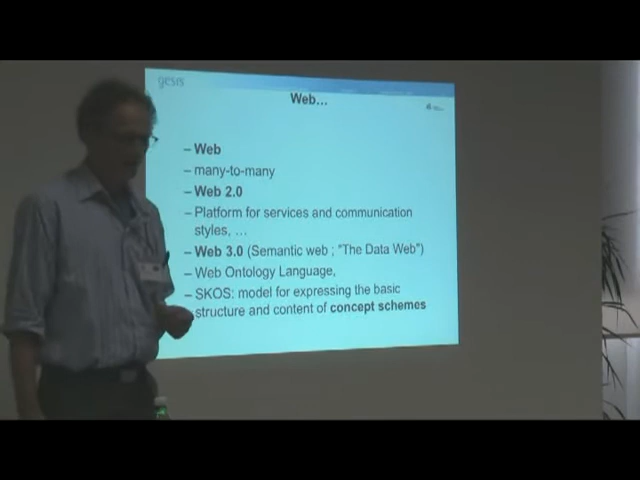 gesis
Web...
– Web
– many-to-many
– Web 2.0
– Platform for services and communication
styles, ...
– Web 3.0 (Semantic web ; "The Data Web")
– Web Ontology Language,
– SKOS: model for expressing the basic
structure and content of concept schemes